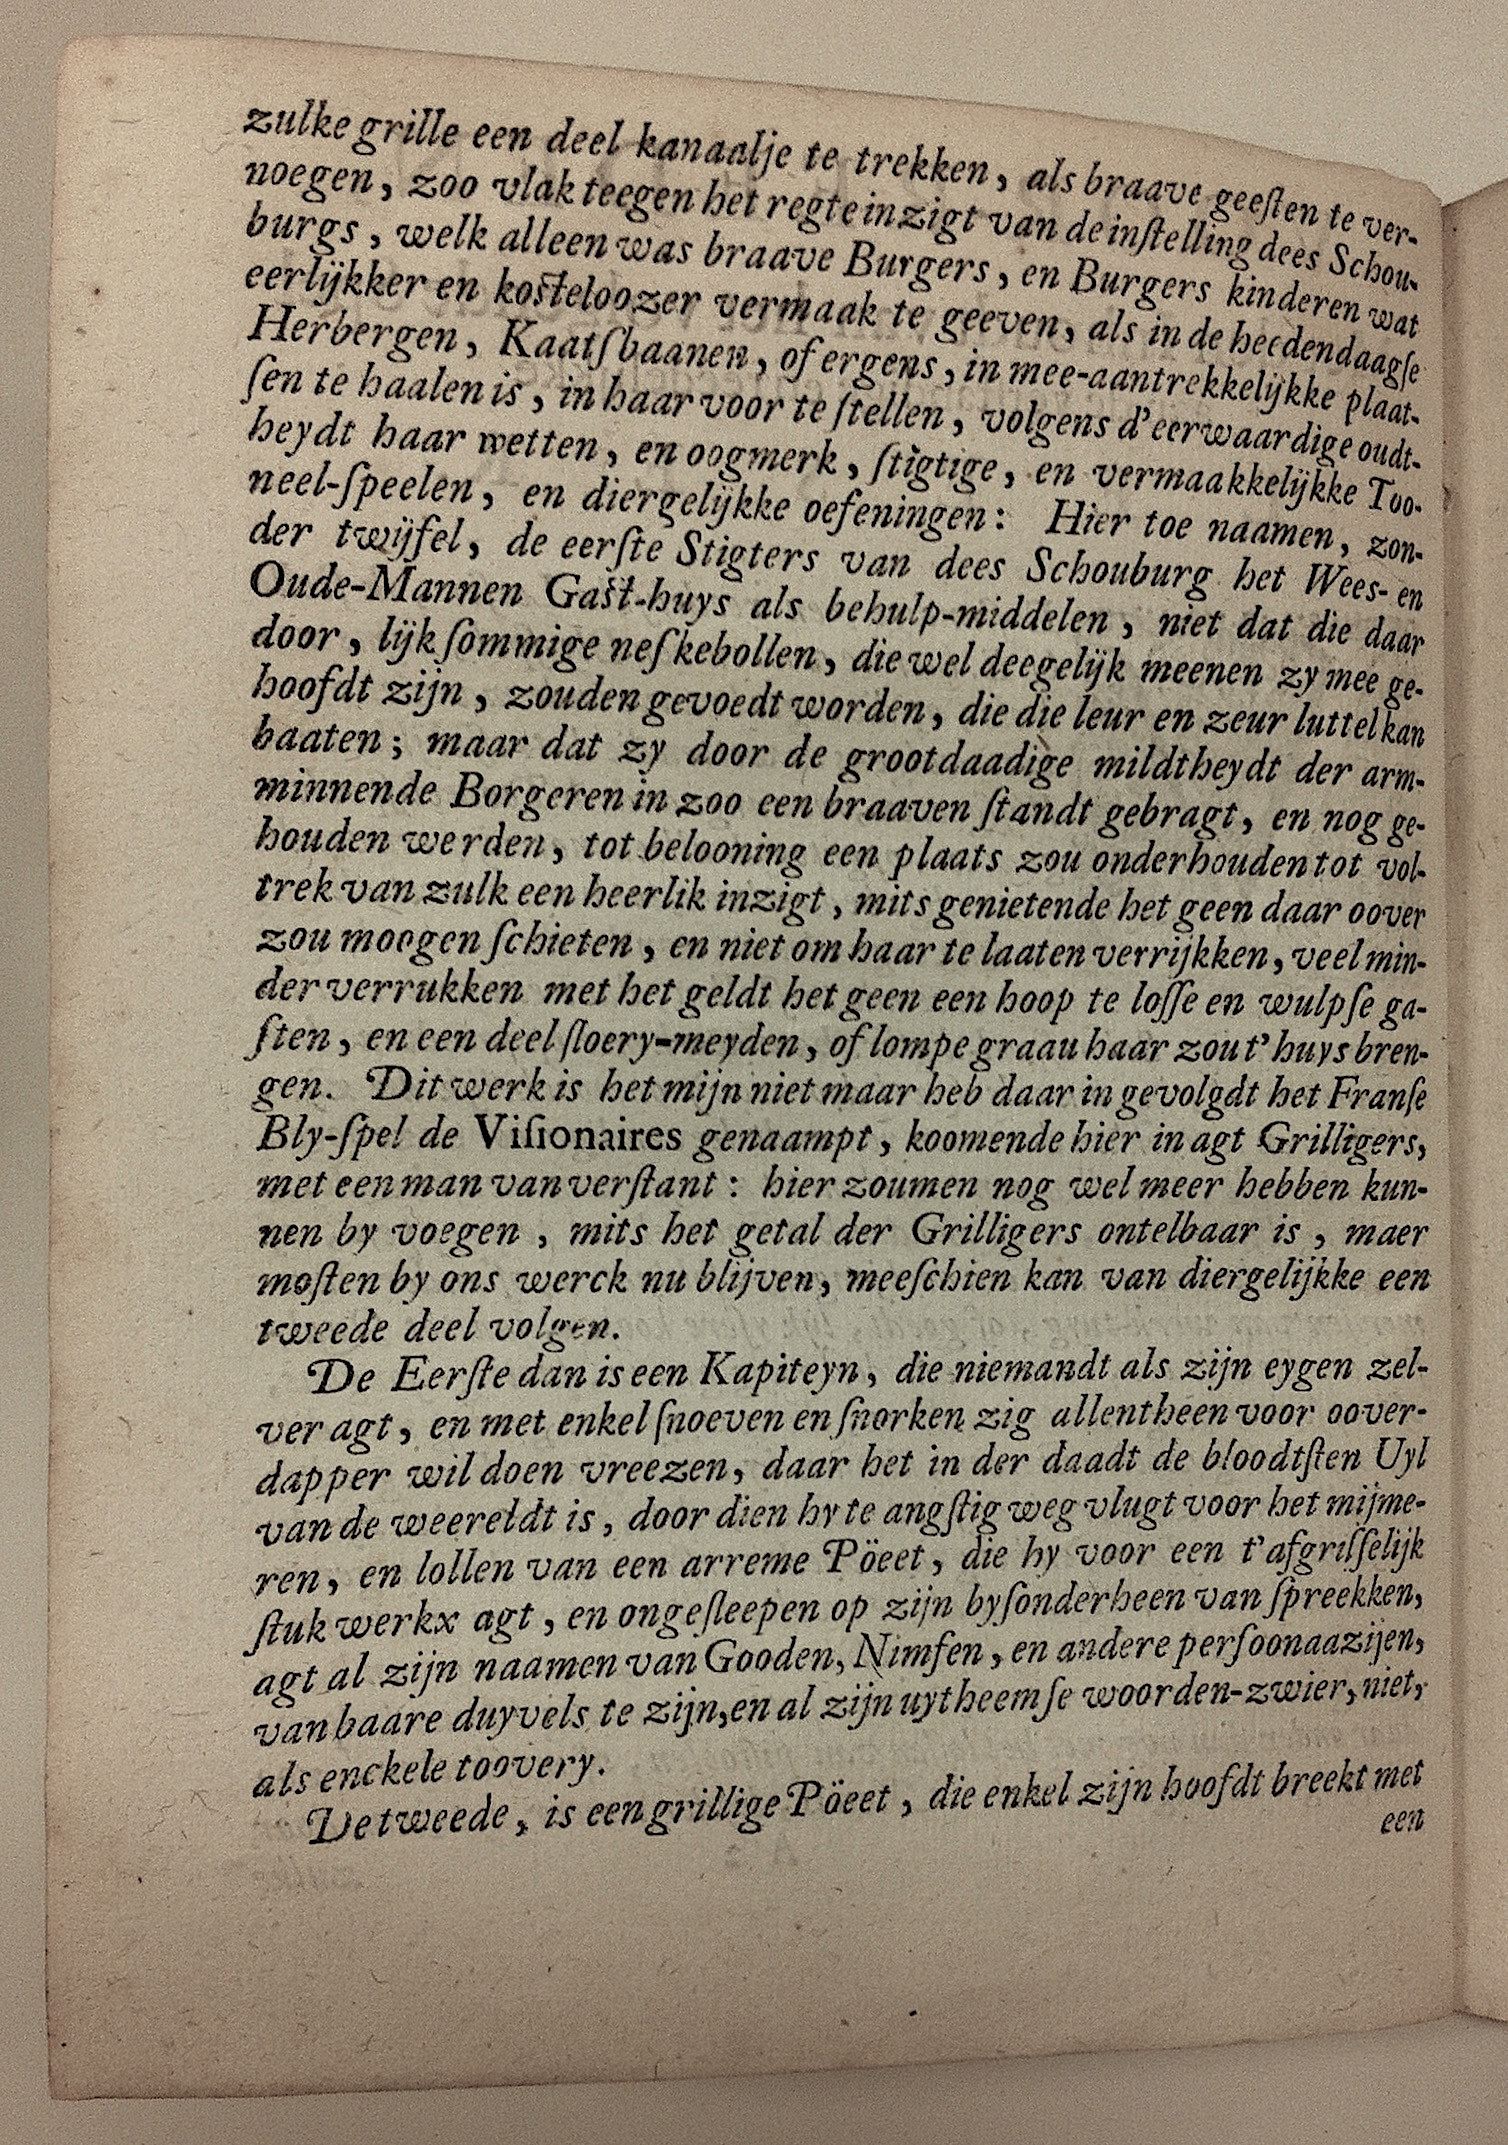 zulke grille een deel kanaalje te trekken, als braave geeſten te ver-
noegen, zoo vlak teegen het regte inzigt van de inſtelling dees Schou-
burgs, welk alleen was braave Burgers, en Burgers kinderen wat
eerlijkker en koſteloozer vermaak te geeven, als in de heedendaagſe
Herbergen, Kaatſbaanen, of ergens, in mee-aantrekkelijkke plaat-
ſen te haalen is, in haar voor te ſtellen, volgens d'eerwaardige oudt-
heydt haar wetten, en oogmerk, ſtigtige, en vermaakkelijkke Too-
neel-ſpeelen, en diergelijkke oefeningen: Hier toe naamen, zon-
der twijfel, de eerſte Stigters van dees Schouburg het Wees- en
Oude-Mannen Gaſt-huys als behulp-middelen, niet dat die daar
door, lijk ſommige neſkebollen, die wel deegelijk meenen zy mee ge-
hoofdt zijn, zouden gevoedt worden, die die leur en zeur luttel kan
baaten; maar dat zy door de grootdaadige mildtheydt der arm-
minnende Borgeren in zoo een braaven ſtandt gebragt, en nog ge-
houden werden, tot belooning een plaats zou onderhouden tot vol-
trek van zulk een heerlik inzigt, mits genietende het geen daar oover
zou moogen ſchieten, en niet om haar te laaten verrijkken, veel min-
der verrukken met het geldt het geen een hoop te loſſe en wulpſe ga-
ſten, en een deel ſloery-meyden, of lompe graau haar zou t'huys bren-
gen. Dit werk is het mijn niet maar heb daar in gevolgdt het Franſe
Bly-ſpel de Viſionaires genaampt, koomende hier in agt Grilligers,
met een man van verſtant: hier zoumen nog wel meer hebben kun-
nen by voegen, mits het getal der Grilligers ontelbaar is, maer
moſten by ons werck nu blijven, meeſchien kan van diergelijkke een
tweede deel volgen.
De Eerſte dan is een Kapiteyn, die niemandt als zijn eygen zel-
ver agt, en met enkel ſnoeven en ſnorken zig allentheen voor oover-
dapper wil doen vreezen, daar het in der daadt de bloodtſten Uyl
van de weereldt is, door dien hy te angſtig weg vlugt voor het mijme-
ren, en lollen van een arreme Pöeet, die hy voor een t'afgriſſelijk
ſtuk werkx agt, en ongeſleepen op zijn byſonderheen van ſpreekken,
agt al zijn naamen van Gooden, Nimfen, en andere perſoonaazijen,
van baare duyvels te zijn, en al zijn uytheemſe woorden-zwier, niet,
als enckele toovery.
De tweede, is een grillige Pöeet, die enkel zijn hoofdt breekt met
een